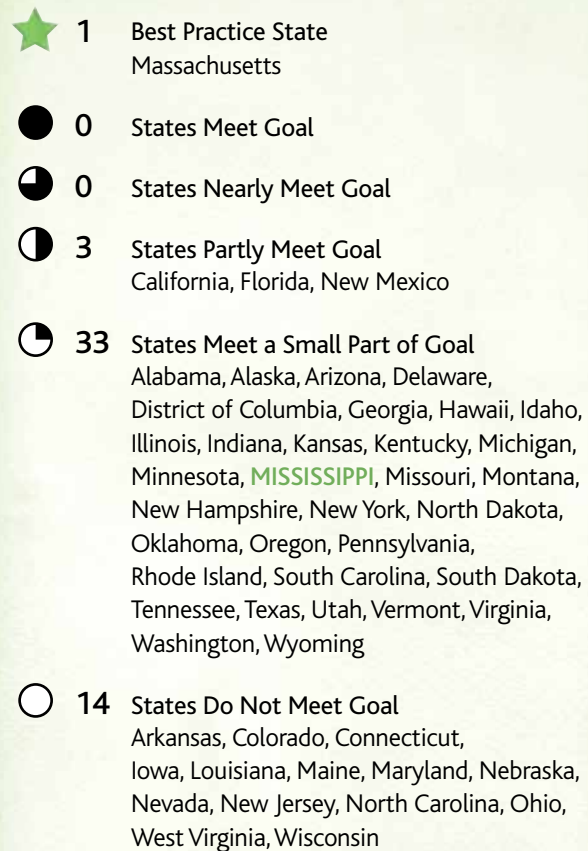 1 Best Practice State
Massachusetts
0 States Meet Goal
0 States Nearly Meet Goal
3 States Partly Meet Goal
California, Florida, New Mexico
33 States Meet a Small Part of Goal
Alabama, Alaska, Arizona, Delaware,
District of Columbia, Georgia, Hawaii, Idaho,
Illinois, Indiana, Kansas, Kentucky, Michigan,
Minnesota, MISSISSIPPI, Missouri, Montana,
New Hampshire, New York, North Dakota,
Oklahoma, Oregon, Pennsylvania,
Rhode Island, South Carolina, South Dakota,
Tennessee, Texas, Utah, Vermont, Virginia,
Washington, Wyoming
14 States Do Not Meet Goal
Arkansas, Colorado, Connecticut,
Iowa, Louisiana, Maine, Maryland, Nebraska,
Nevada, New Jersey, North Carolina, Ohio,
West Virginia, Wisconsin